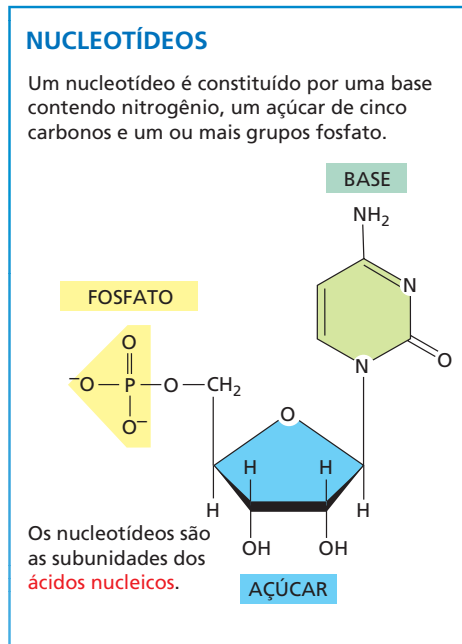 NUCLEOTÍDEOS
Um nucleotídeo é constituído por uma base
contendo nitrogênio, um açúcar de cinco
carbonos e um ou mais grupos fosfato.
BASE
NH₂
FOSFATO
N
O
⁻O P O CH₂
N
O
O⁻
O
H H
H H
OH OH
Os nucleotídeos são
as subunidades dos
ácidos nucleicos.
AÇÚCAR